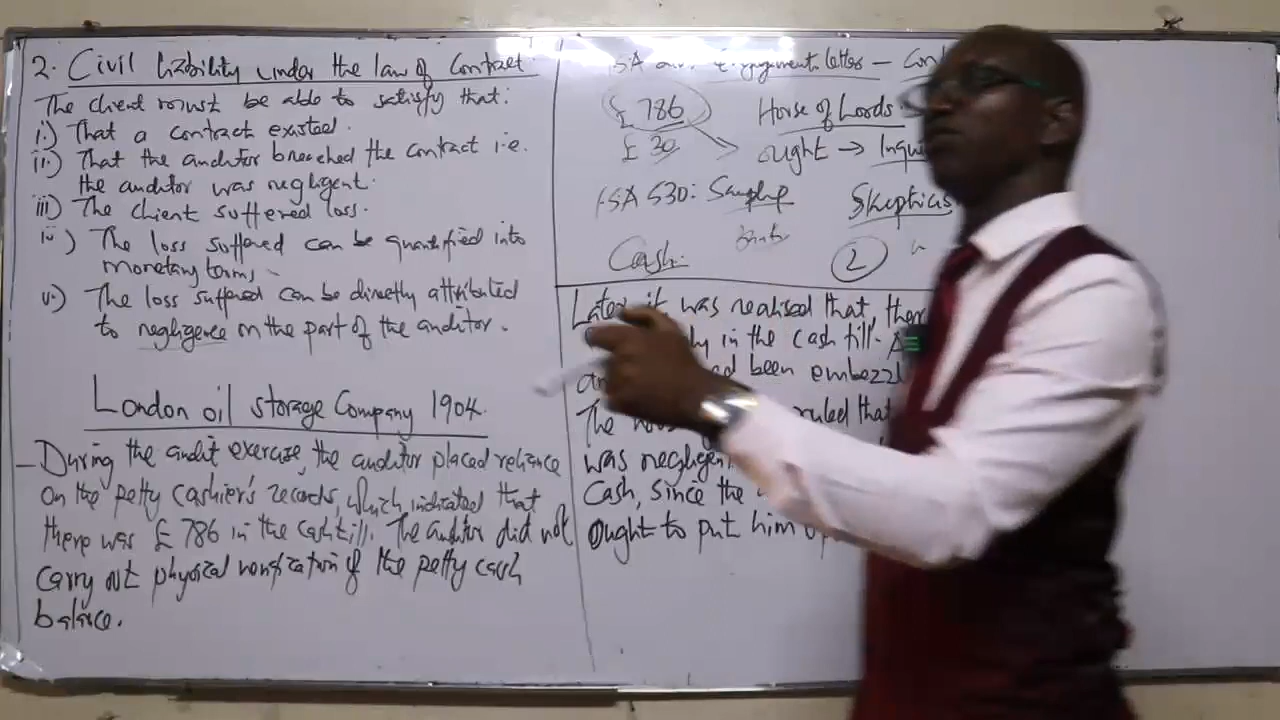 2. Civil liability under the law of Contract.
The client must be able to satisfy that:
i.) That a contract existed.
ii.) That the auditor breached the contract i.e.
the auditor was negligent.
iii) The client suffered loss.
iv) The loss suffered can be quantified into
monetary terms
v.) The loss suffered can be directly attributed
to negligence on the part of the auditor.
London oil storage Company 1904.
- During the audit exercise, the auditor placed reliance
on the petty cashier's records, which indicated that
there was £ 786 in the cash till. The auditor did not
carry out physical verification of the petty cash
balance.
ISA Engagement letter -
£ 786 House of Lords
£ 30 ought →
ISA 530: Sample
Cash. 2
Later it was realised that,
in the cash till.
been embezzl
The ruled that
was negligen
Cash, since the
ought to put him